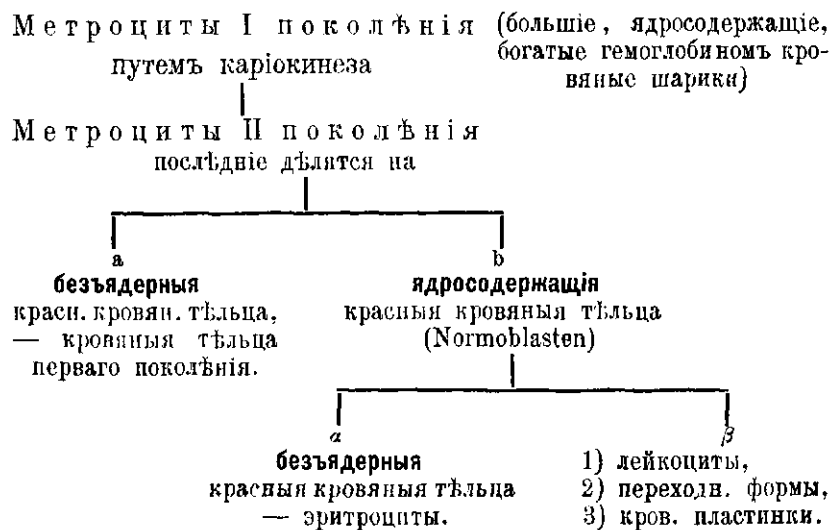 Метроциты I поколѣнія (большіе, ядросодержащіе,
богатые гемоглобиномъ кро-
вяные шарики)
путемъ каріокинеза
Метроциты II поколѣнія
послѣдніе дѣлятся на
a
безъядерныя
красн. кровян. тѣльца,
— кровяныя тѣльца
перваго поколѣнія.
b
ядросодержащія
красныя кровяныя тѣльца
(Normoblasten)
α
безъядерныя
красныя кровяныя тѣльца
— эритроциты.
β
1) лейкоциты,
2) переходн. формы,
3) кров. пластинки.